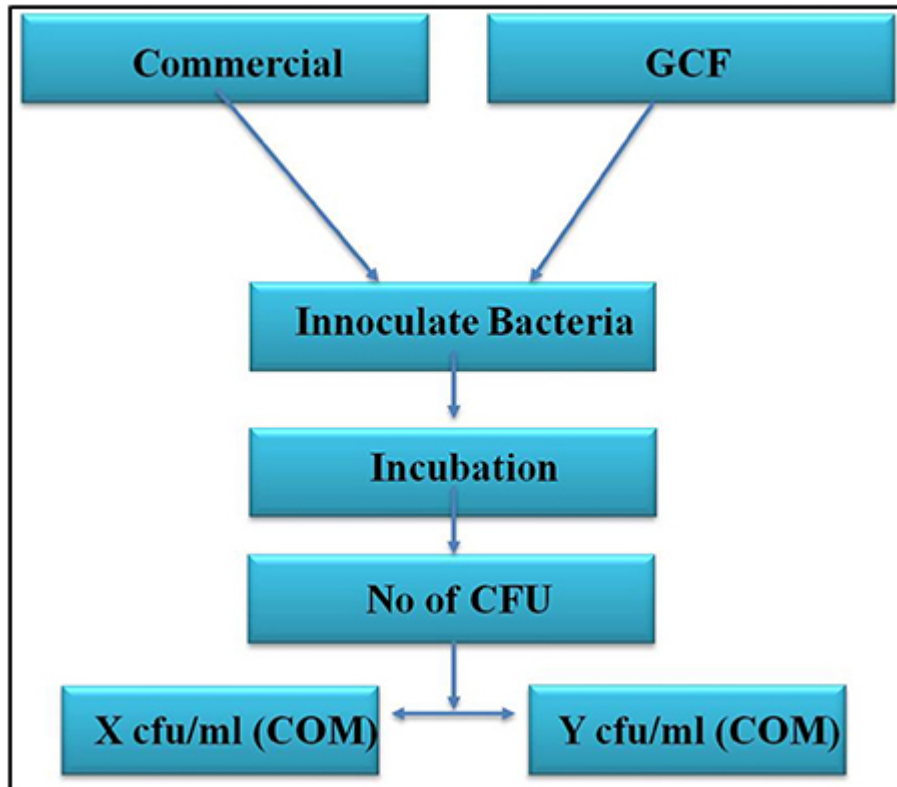 Commercial
GCF
Innoculate Bacteria
Incubation
No of CFU
X cfu/ml (COM)
Y cfu/ml (COM)